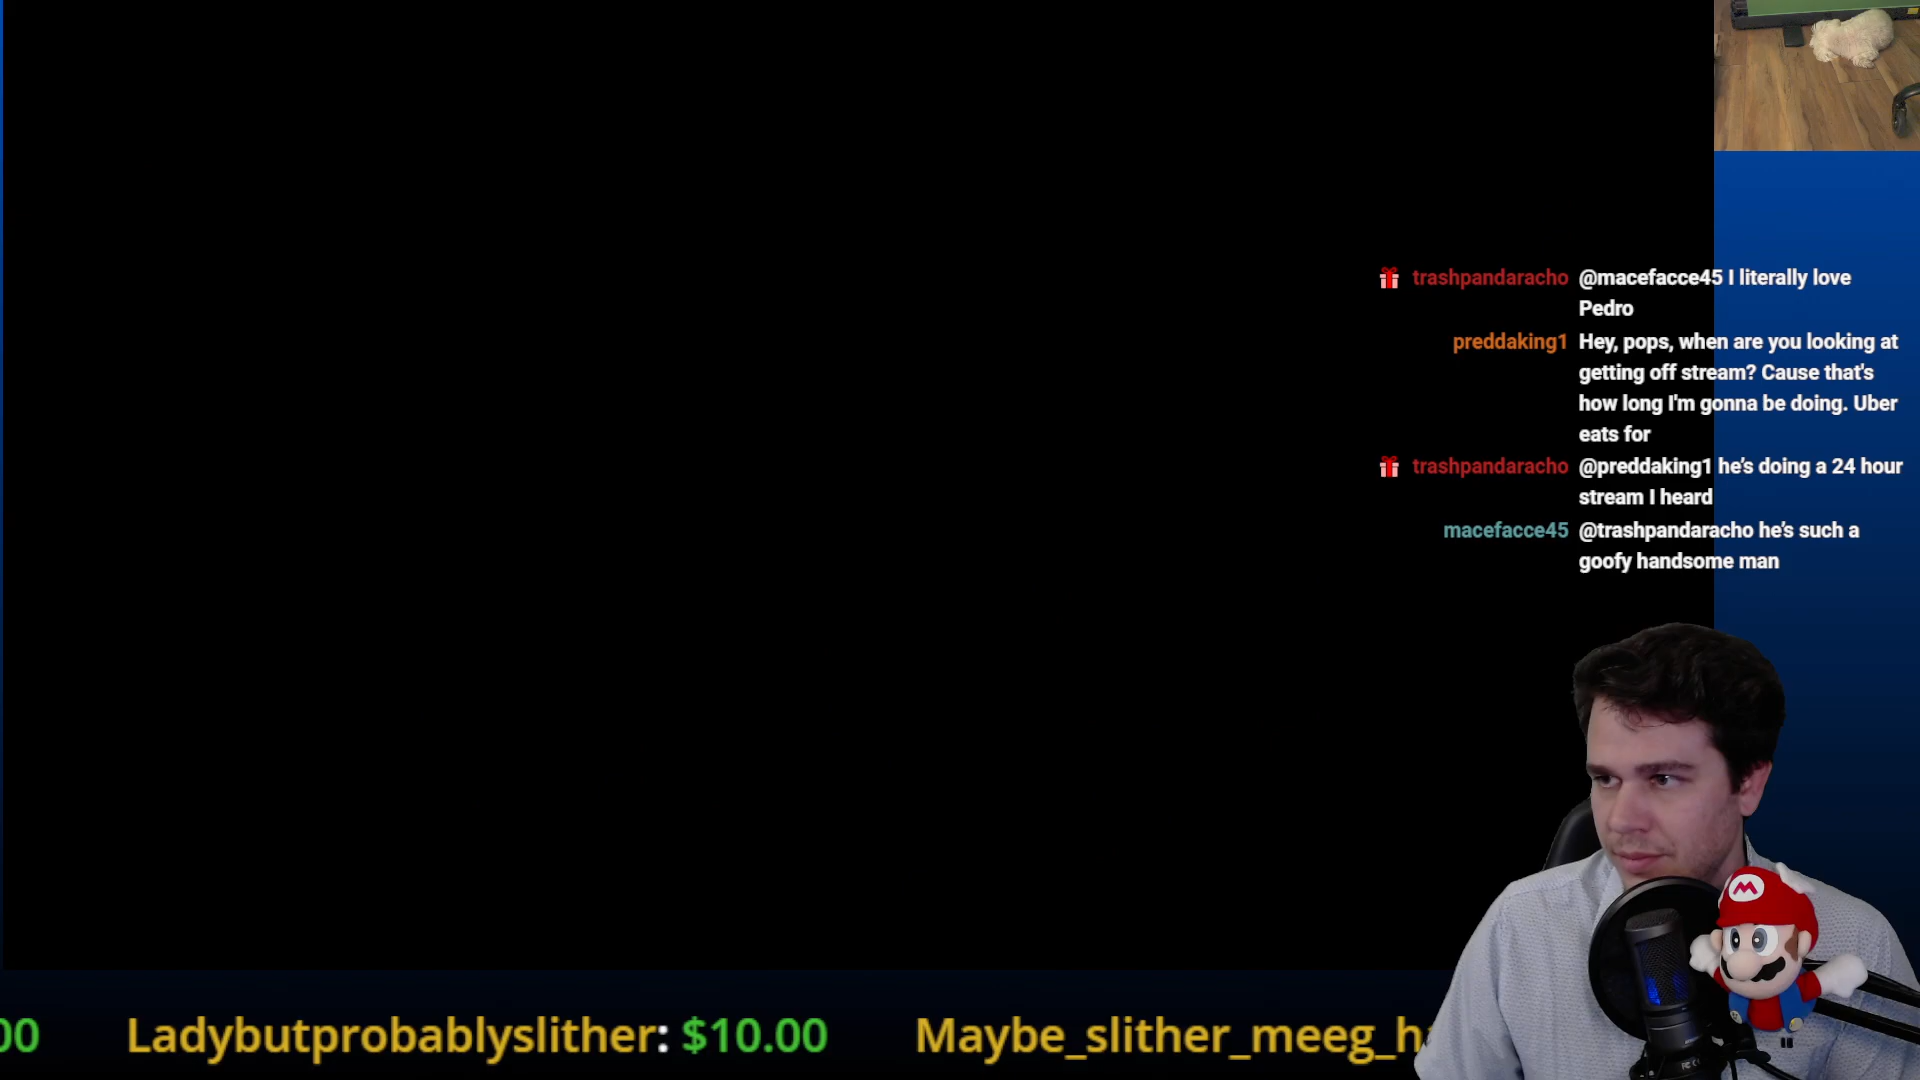 trashpandaracho @macefacce45 I literally love
Pedro
preddaking1 Hey, pops, when are you looking at
getting off stream? Cause that's
how long I'm gonna be doing. Uber
eats for
trashpandaracho @preddaking1 he's doing a 24 hour
stream I heard
macefacce45 @trashpandaracho he's such a
goofy handsome man
M
00 Ladybutprobablyslither: $10.00 Maybe_slither_meeg_h